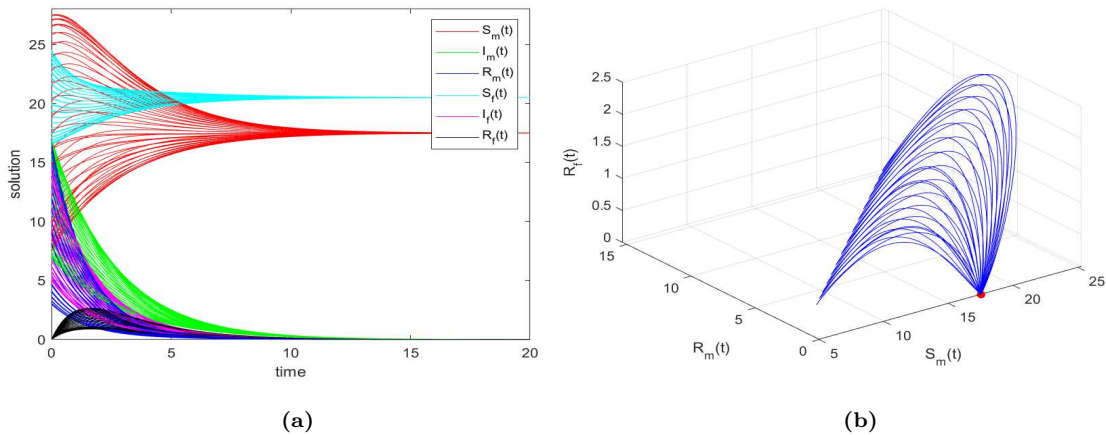 25
20
15
10
5
0
solution
0 5 10 15 20
time
S_m(t)
I_m(t)
R_m(t)
S_f(t)
I_f(t)
R_f(t)
(a)
2.5
2
1.5
1
0.5
0
R_f(t)
15
10
5
0
R_m(t)
5
10
15
20
25
S_m(t)
(b)